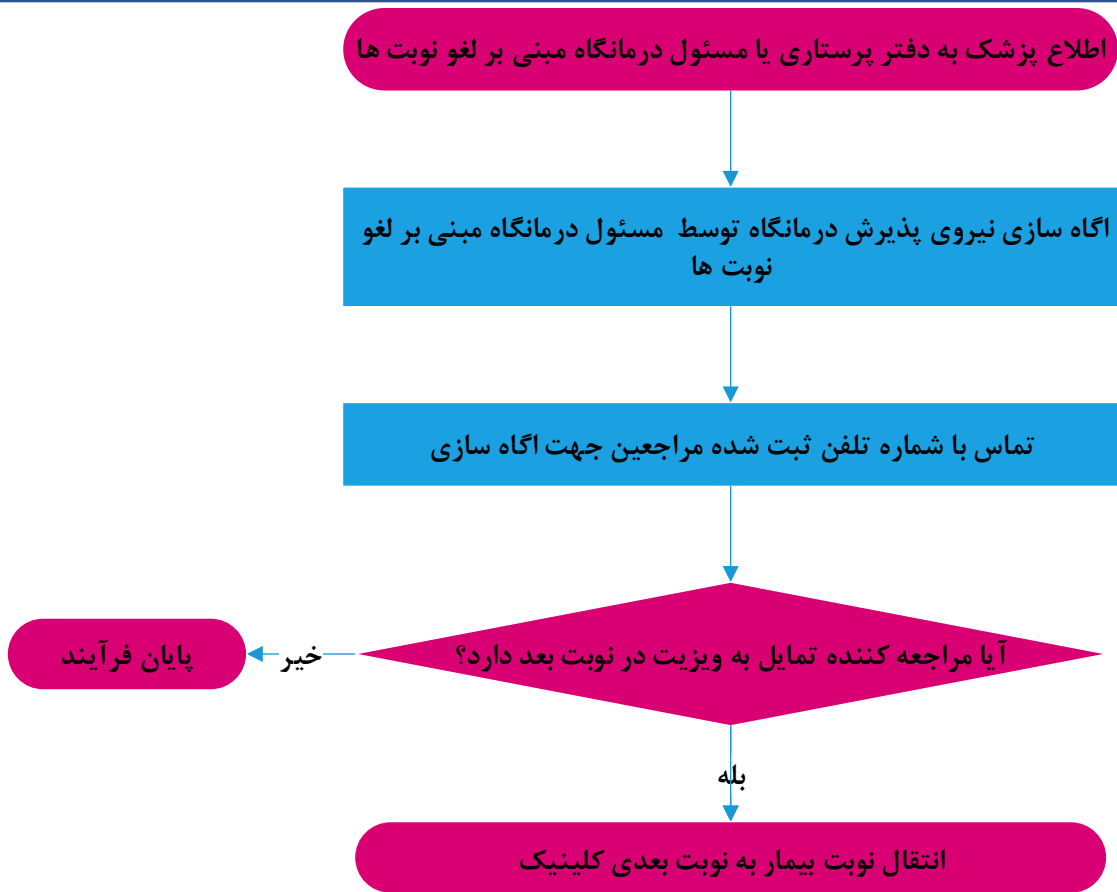 اطلاع پزشک به دفتر پرستاری یا مسئول درمانگاه مبنی بر لغو نوبت ها
اگاه سازی نیروی پذیرش درمانگاه توسط مسئول درمانگاه مبنی بر لغو
نوبت ها
تماس با شماره تلفن ثبت شده مراجعین جهت اگاه سازی
آیا مراجعه کننده تمایل به ویزیت در نوبت بعد دارد؟
خیر
پایان فرآیند
بله
انتقال نوبت بیمار به نوبت بعدی کلینیک